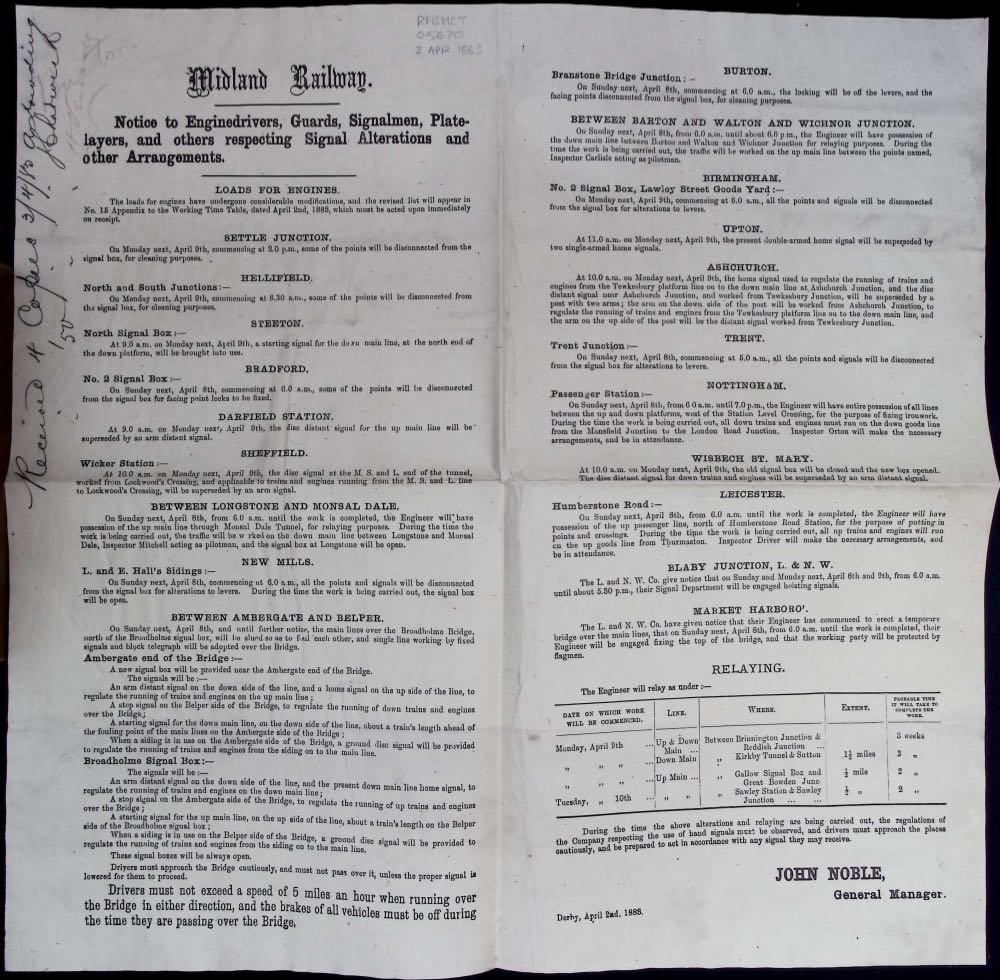 RFBMCT
05670
2 APR 1883
Received 4 Copies 3/4/83
150
Midland Railway.
Notice to Enginedrivers, Guards, Signalmen, Plate-
layers, and others respecting Signal Alterations and
other Arrangements.
LOADS FOR ENGINES.
The loads for engines have undergone considerable modifications, and the revised list will appear in
No. 15 Appendix to the Working Time Table, dated April 2nd, 1883, which must be acted upon immediately
on receipt.
SETTLE JUNCTION.
On Monday next, April 9th, commencing at 2.0 p.m., some of the points will be disconnected from the
signal box, for cleaning purposes.
HELLIFIELD.
North and South Junctions:—
On Monday next, April 9th, commencing at 8.30 a.m., some of the points will be disconnected from
the signal box, for cleaning purposes.
STEETON.
North Signal Box:—
At 9.0 a.m. on Monday next, April 9th, a starting signal for the down main line, at the north end of
the down platform, will be brought into use.
BRADFORD.
No. 2 Signal Box:—
On Sunday next, April 8th, commencing at 6.0 a.m., some of the points will be disconnected
from the signal box for facing point locks to be fixed.
DARFIELD STATION.
At 9.0 a.m. on Monday next, April 9th, the disc distant signal for the up main line will be
superseded by an arm distant signal.
SHEFFIELD.
Wicker Station:—
At 10.0 a.m. on Monday next, April 9th, the disc signal at the M. S. and L. end of the tunnel,
worked from Lockwood's Crossing, and applicable to trains and engines running from the M. S. and L. line
to Lockwood's Crossing, will be superseded by an arm signal.
BETWEEN LONGSTONE AND MONSAL DALE.
On Sunday next, April 8th, from 6.0 a.m. until the work is completed, the Engineer will have
possession of the up main line through Monsal Dale Tunnel, for relaying purposes. During the time the
work is being carried out, the traffic will be w rked on the down main line between Longstone and Monsal
Dale, Inspector Mitchell acting as pilotman, and the signal box at Longstone will be open.
NEW MILLS.
L. and E. Hall's Sidings:—
On Sunday next, April 8th, commencing at 6.0 a.m., all the points and signals will be disconnected
from the signal box for alterations to levers. During the time the work is being carried out, the signal box
will be open.
BETWEEN AMBERGATE AND BELPER.
On Sunday next, April 8th, and until further notice, the main lines over the Broadholme Bridge,
north of the Broadholme signal box, will be slued so as to foul each other, and single line working by fixed
signals and block telegraph will be adopted over the Bridge.
Ambergate end of the Bridge:—
A new signal box will be provided near the Ambergate end of the Bridge.
The signals will be:—
An arm distant signal on the down side of the line, and a home signal on the up side of the line, to
regulate the running of trains and engines on the up main line;
A stop signal on the Belper side of the Bridge, to regulate the running of down trains and engines
over the Bridge;
A starting signal for the down main line, on the down side of the line, about a train's length ahead of
the fouling point of the main lines on the Ambergate side of the Bridge;
When a siding is in use on the Ambergate side of the Bridge, a ground disc signal will be provided
to regulate the running of trains and engines from the siding on to the main line.
Broadholme Signal Box:—
The signals will be:—
An arm distant signal on the down side of the line, and the present down main line home signal, to
regulate the running of trains and engines on the down main line;
A stop signal on the Ambergate side of the Bridge, to regulate the running of up trains and engines
over the Bridge;
A starting signal for the up main line, on the up side of the line, about a train's length on the Belper
side of the Broadholme signal box;
When a siding is in use on the Belper side of the Bridge, a ground disc signal will be provided to
regulate the running of trains and engines from the siding on to the main line.
These signal boxes will be always open.
Drivers must approach the Bridge cautiously, and must not pass over it, unless the proper signal is
lowered for them to proceed.
Drivers must not exceed a speed of 5 miles an hour when running over
the Bridge in either direction, and the brakes of all vehicles must be off during
the time they are passing over the Bridge,
BURTON.
Branstone Bridge Junction:—
On Sunday next, April 8th, commencing at 6.0 a.m., the locking will be off the levers, and the
facing points disconnected from the signal box, for cleaning purposes.
BETWEEN BARTON AND WALTON AND WICHNOR JUNCTION.
On Sunday next, April 8th, from 6.0 a.m. until about 6.0 p.m., the Engineer will have possession of
the down main line between Barton and Walton and Wichnor Junction for relaying purposes. During the
time the work is being carried out, the traffic will be worked on the up main line between the points named,
Inspector Carlisle acting as pilotman.
BIRMINGHAM.
No. 2 Signal Box, Lawley Street Goods Yard:—
On Monday next, April 9th, commencing at 6.0 a.m., all the points and signals will be disconnected
from the signal box for alterations to levers.
UPTON.
At 11.0 a.m. on Monday next, April 9th, the present double-armed home signal will be superseded by
two single-armed home signals.
ASHCHURCH.
At 10.0 a.m. on Monday next, April 9th, the home signal used to regulate the running of trains and
engines from the Tewkesbury platform line on to the down main line at Ashchurch Junction, and the disc
distant signal near Ashchurch Junction, and worked from Tewkesbury Junction, will be superseded by a
post with two arms; the arm on the down side of the post will be worked from Ashchurch Junction, to
regulate the running of trains and engines from the Tewkesbury platform line on to the down main line, and
the arm on the up side of the post will be the distant signal worked from Tewkesbury Junction.
TRENT.
Trent Junction:—
On Sunday next, April 8th, commencing at 5.0 a.m., all the points and signals will be disconnected
from the signal box for alterations to levers.
NOTTINGHAM.
Passenger Station:—
On Sunday next, April 8th, from 6 0 a.m. until 7.0 p.m., the Engineer will have entire possession of all lines
between the up and down platforms, west of the Station Level Crossing, for the purpose of fixing ironwork.
During the time the work is being carried out, all down trains and engines must run on the down goods line
from the Mansfield Junction to the London Road Junction. Inspector Orton will make the necessary
arrangements, and be in attendance.
WISBECH ST. MARY.
At 10.0 a.m. on Monday next, April 9th, the old signal box will be closed and the new box opened.
The disc distant signal for down trains and engines will be superseded by an arm distant signal.
LEICESTER.
Humberstone Road:—
On Sunday next, April 8th, from 6.0 a.m. until the work is completed, the Engineer will have
possession of the up passenger line, north of Humberstone Road Station, for the purpose of putting in
points and crossings. During the time the work is being carried out, all up trains and engines will run
on the up goods line from Thurmaston. Inspector Driver will make the necessary arrangements, and
be in attendance.
BLABY JUNCTION, L. & N. W.
The L. and N. W. Co. give notice that on Sunday and Monday next, April 8th and 9th, from 6.0 a.m.
until about 5.30 p.m., their Signal Department will be engaged hoisting signals.
MARKET HARBORO'.
The L. and N. W. Co. have given notice that their Engineer has commenced to erect a temporary
bridge over the main lines, that on Sunday next, April 8th, from 6.0 a.m. until the work is completed, their
Engineer will be engaged fixing the top of the bridge, and that the working party will be protected by
flagmen.
RELAYING.
The Engineer will relay as under:—
DATE ON WHICH WORK WILL BE COMMENCED. LINE. WHERE. EXTENT. PROBABLE TIME IT WILL TAKE TO COMPLETE THE WORK.
Monday, April 9th ... Up & Down Main ... Between Brionington Junction & Reddish Junction ... 3 weeks
„ „ „ ... Down Main „ Kirkby Tunnel & Sutton 1½ miles 3 „
„ „ „ ... Up Main ... „ Gallow Signal Box and Great Bowden Junc. ½ mile 2 „
Tuesday, „ 10th ... „ „ „ Sawley Station & Sawley Junction ... ... ½ „ 2 „
During the time the above alterations and relaying are being carried out, the regulations of
the Company respecting the use of hand signals must be observed, and drivers must approach the places
cautiously, and be prepared to act in accordance with any signal they may receive.
JOHN NOBLE,
General Manager.
Derby, April 2nd, 1883.